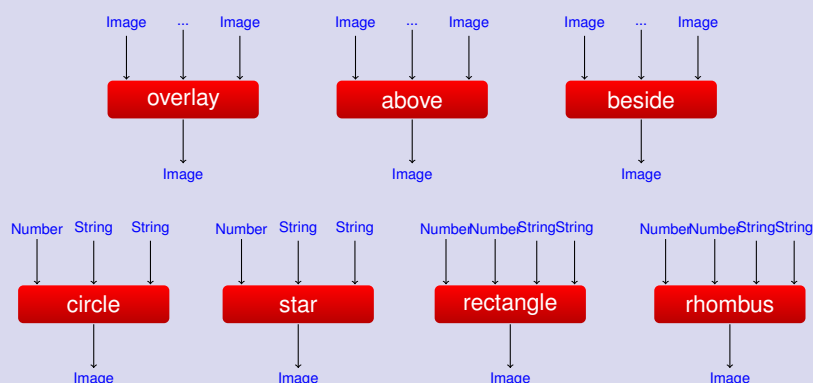 Image ... Image Image ... Image Image ... Image
overlay above beside
Image Image Image
Number String String Number String String Number Number String String Number Number String String
circle star rectangle rhombus
Image Image Image Image